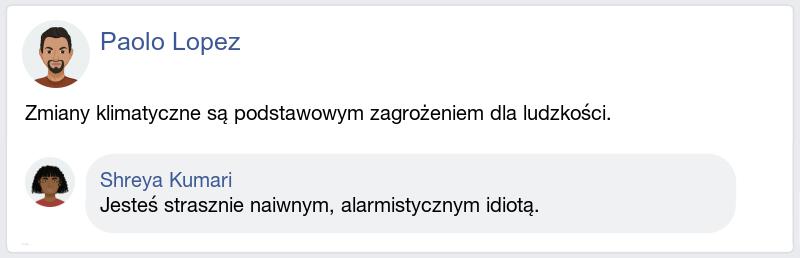 Paolo Lopez
Zmiany klimatyczne są podstawowym zagrożeniem dla ludzkości.
Shreya Kumari
Jesteś strasznie naiwnym, alarmistycznym idiotą.